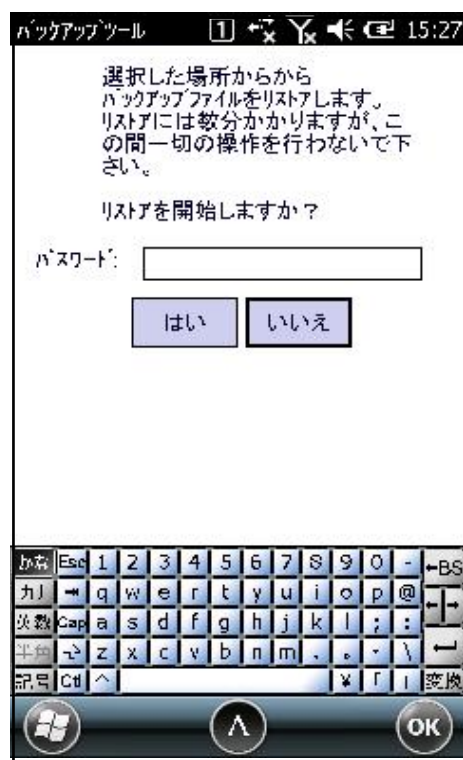 バックアップツール 1 15:27
選択した場所からから
バックアップファイルをリストアします。
リストアには数分かかりますが、こ
の間一切の操作を行わないで下
さい。
リストアを開始しますか？
パスワード:
はい いいえ
かな Esc 1 2 3 4 5 6 7 8 9 0 - ←BS
カナ q w e r t y u i o p @
英数 Cap a s d f g h j k l ; :
半角 z x c v b n m . 。 ・ \
記号 Ctl ^ ¥ 「 」 変換
OK